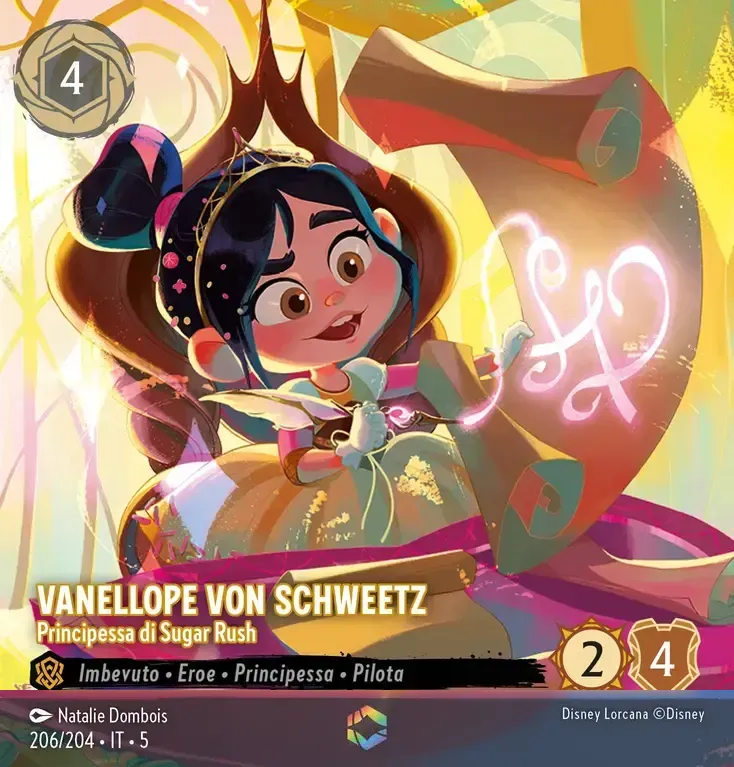 4
VANELLOPE VON SCHWEETZ
Principessa di Sugar Rush
2
4
Imbevuto • Eroe • Principessa • Pilota
Natalie Dombois
Disney Lorcana ©Disney
206/204 • IT • 5